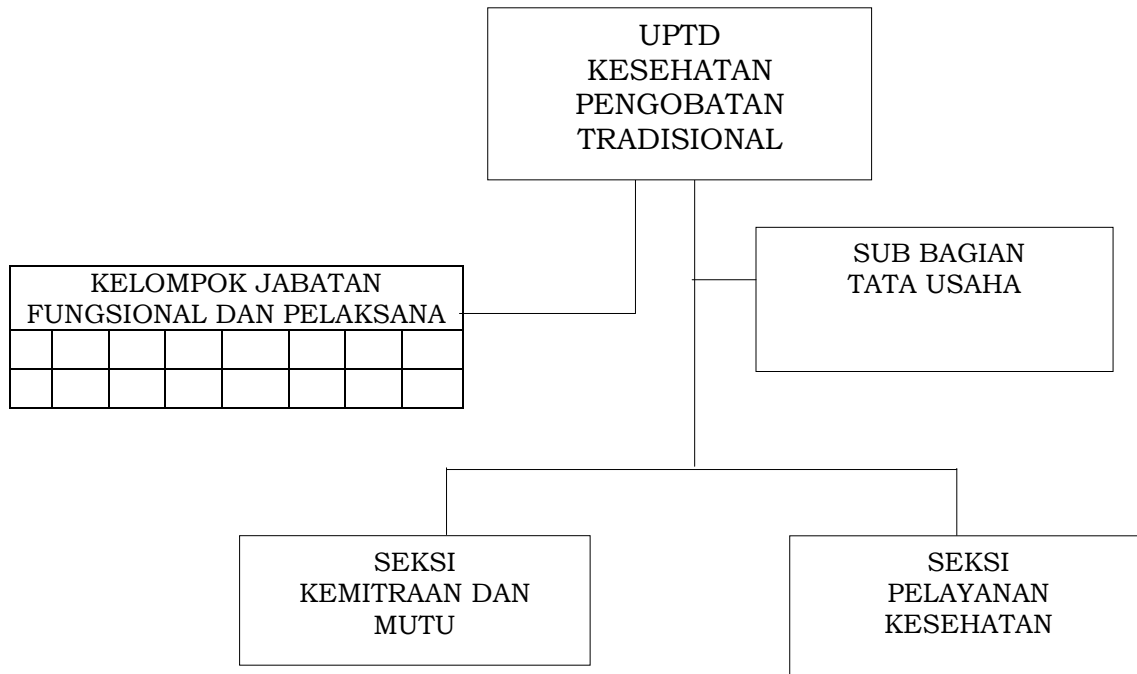 UPTD
KESEHATAN
PENGOBATAN
TRADISIONAL
SUB BAGIAN
TATA USAHA
KELOMPOK JABATAN
FUNGSIONAL DAN PELAKSANA
SEKSI
KEMITRAAN DAN
MUTU
SEKSI
PELAYANAN
KESEHATAN